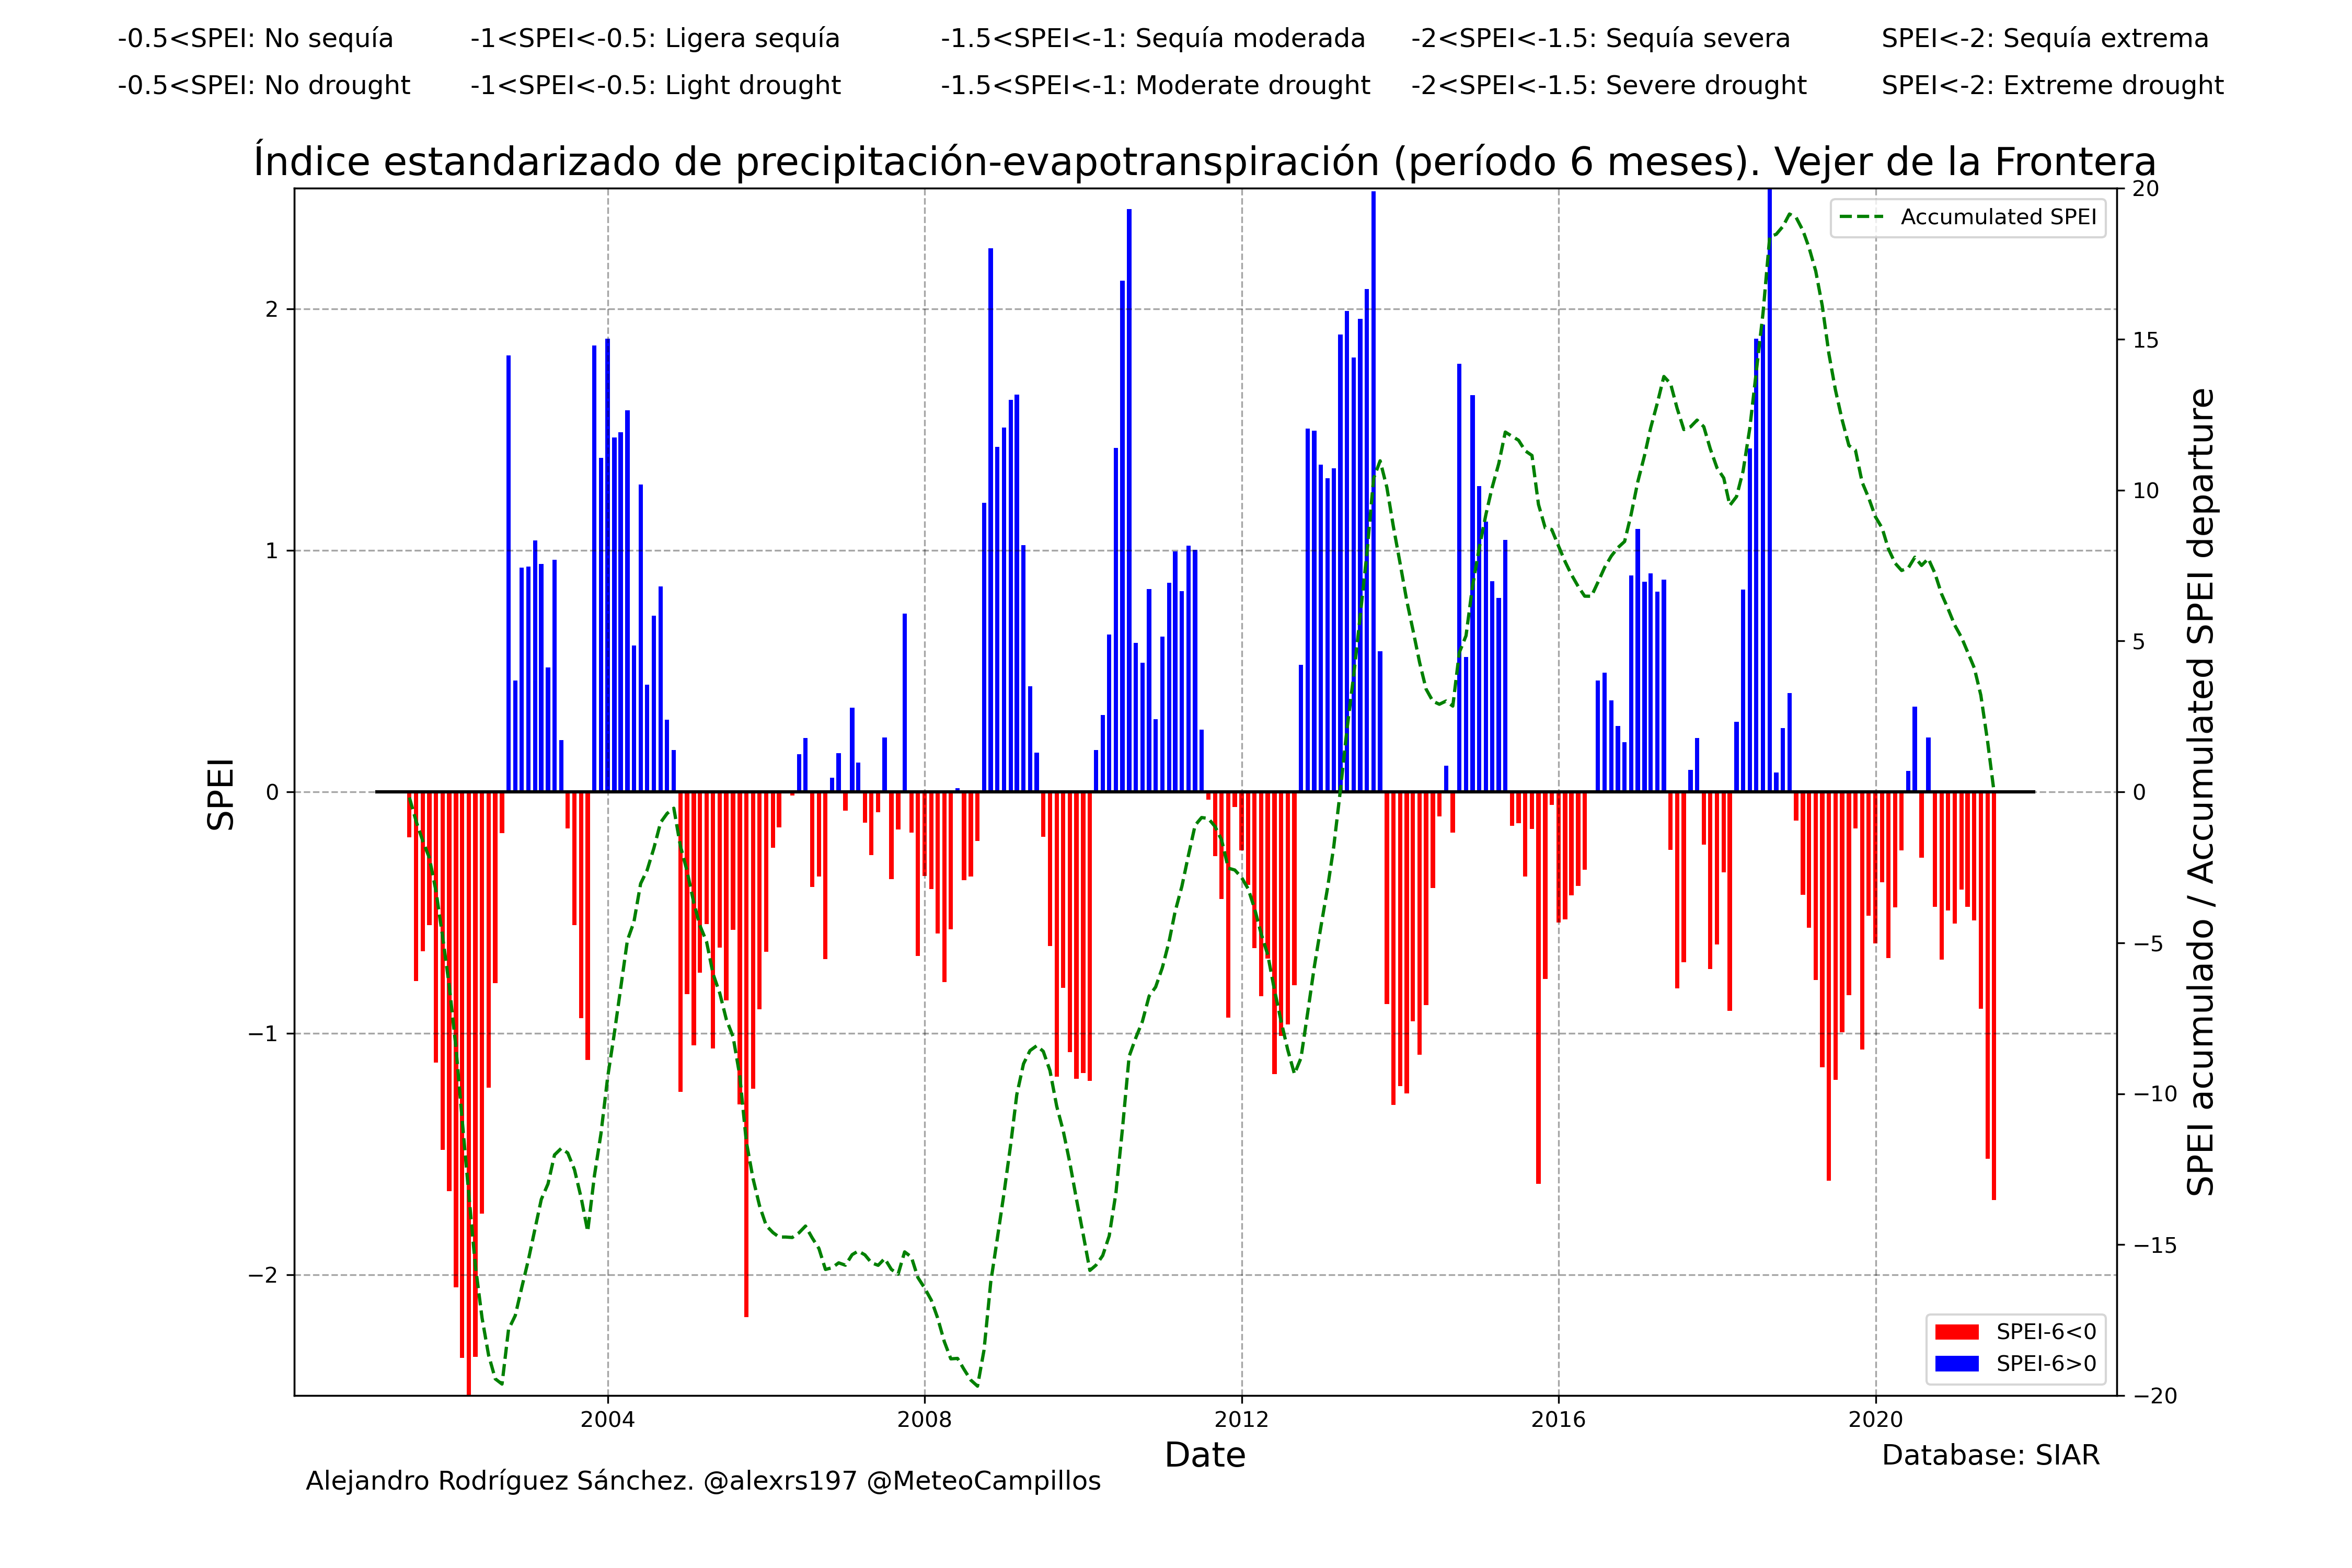 -0.5<SPEI: No sequía -1<SPEI<-0.5: Ligera sequía -1.5<SPEI<-1: Sequía moderada -2<SPEI<-1.5: Sequía severa SPEI<-2: Sequía extrema
-0.5<SPEI: No drought -1<SPEI<-0.5: Light drought -1.5<SPEI<-1: Moderate drought -2<SPEI<-1.5: Severe drought SPEI<-2: Extreme drought
Índice estandarizado de precipitación-evapotranspiración (período 6 meses). Vejer de la Frontera
Accumulated SPEI
SPEI
2
1
0
−1
−2
20
15
10
5
0
−5
−10
−15
−20
SPEI acumulado / Accumulated SPEI departure
SPEI-6<0
SPEI-6>0
2004 2008 2012 2016 2020
Date
Database: SIAR
Alejandro Rodríguez Sánchez. @alexrs197 @MeteoCampillos